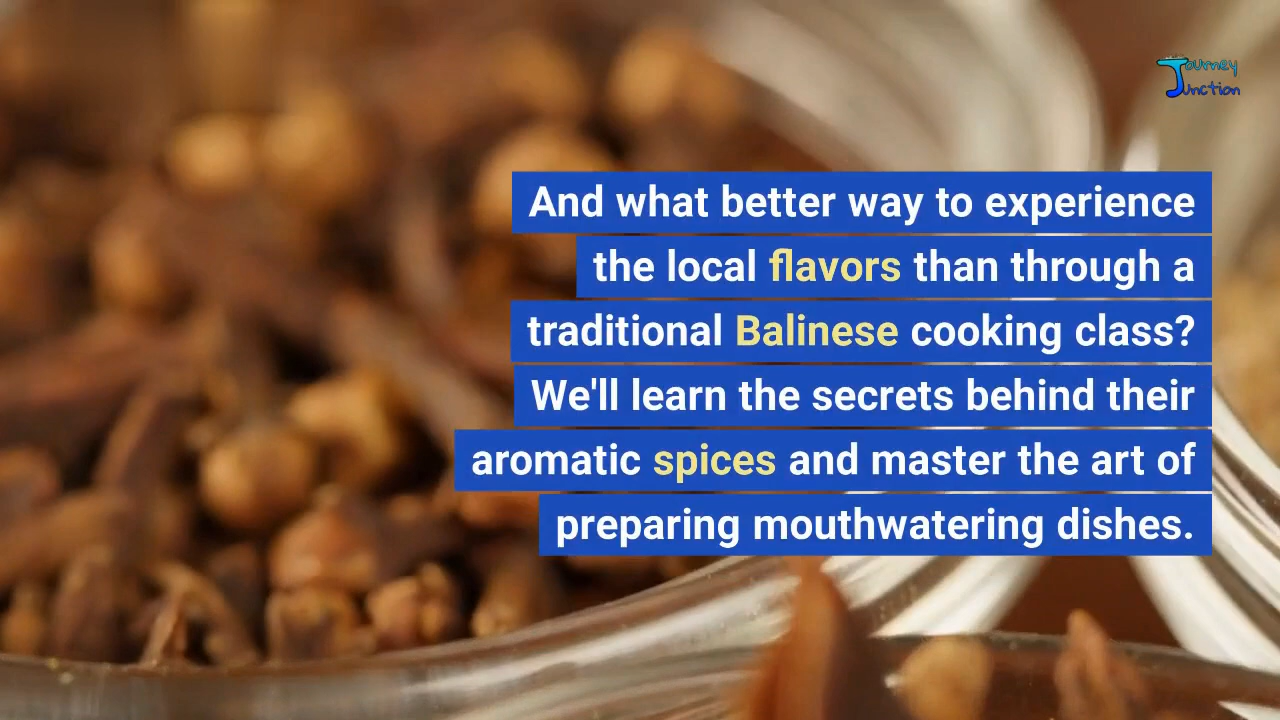 Journey
Junction
And what better way to experience
the local flavors than through a
traditional Balinese cooking class?
We'll learn the secrets behind their
aromatic spices and master the art of
preparing mouthwatering dishes.